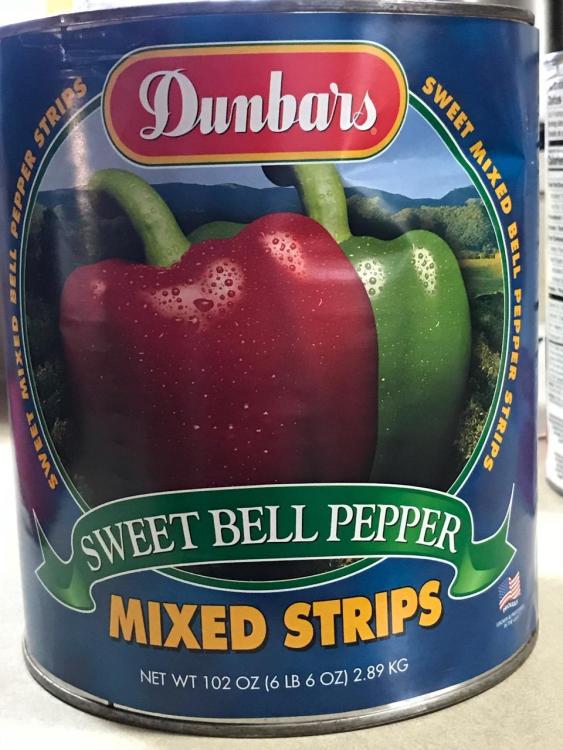 Dunbars
SWEET MIXED BELL PEPPER STRIPS
SWEET MIXED BELL PEPPER STRIPS
SWEET BELL PEPPER
MIXED STRIPS
NET WT 102 OZ (6 LB 6 OZ) 2.89 KG